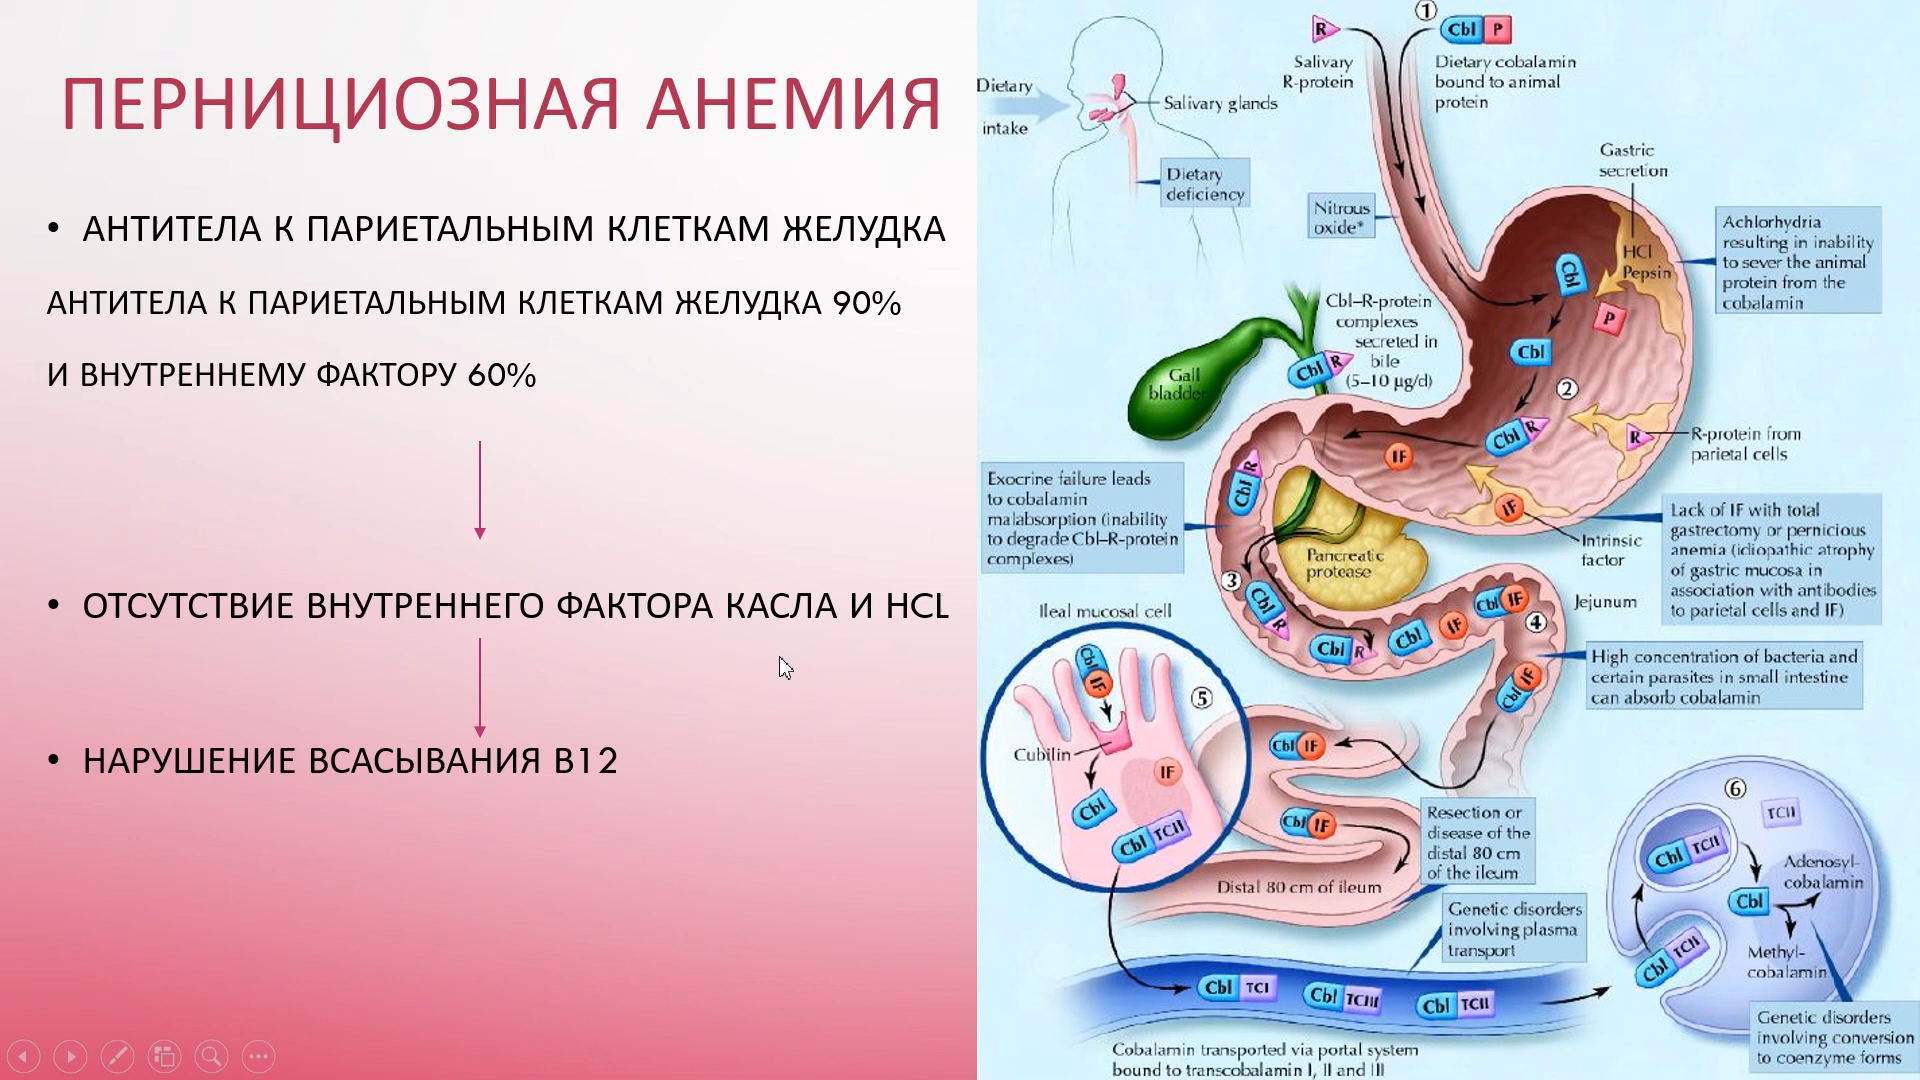 ПЕРНИЦИОЗНАЯ АНЕМИЯ
• АНТИТЕЛА К ПАРИЕТАЛЬНЫМ КЛЕТКАМ ЖЕЛУДКА
АНТИТЕЛА К ПАРИЕТАЛЬНЫМ КЛЕТКАМ ЖЕЛУДКА 90%
И ВНУТРЕННЕМУ ФАКТОРУ 60%
• ОТСУТСТВИЕ ВНУТРЕННЕГО ФАКТОРА КАСЛА И HCL
• НАРУШЕНИЕ ВСАСЫВАНИЯ В12
Dietary
intake
Salivary glands
Dietary
deficiency
R
Salivary
R-protein
1
Cbl P
Dietary cobalamin
bound to animal
protein
Nitrous
oxide*
Gastric
secretion
HCl
Pepsin
Achlorhydria
resulting in inability
to sever the animal
protein from the
cobalamin
Cbl
P
Cbl
2
Cbl R
IF
R
R-protein from
parietal cells
Cbl–R-protein
complexes
secreted in
bile
(5–10 µg/d)
Cbl R
Gall
bladder
Exocrine failure leads
to cobalamin
malabsorption (inability
to degrade Cbl–R-protein
complexes)
Cbl R
Pancreatic
protease
IF
Intrinsic
factor
Lack of IF with total
gastrectomy or pernicious
anemia (idiopathic atrophy
of gastric mucosa in
association with antibodies
to parietal cells and IF)
3
Cbl R
Cbl R
Cbl
IF
Cbl IF
4
Jejunum
Cbl IF
High concentration of bacteria and
certain parasites in small intestine
can absorb cobalamin
Ileal mucosal cell
Cbl IF
5
Cubilin
IF
Cbl
Cbl TCII
Cbl IF
Cbl IF
Distal 80 cm of ileum
Resection or
disease of the
distal 80 cm
of the ileum
Genetic disorders
involving plasma
transport
Cbl TCI
Cbl TCIII
Cbl TCII
Cobalamin transported via portal system
bound to transcobalamin I, II and III
6
TCII
Cbl TCII
Cbl
Adenosyl-
cobalamin
Methyl-
cobalamin
Cbl TCII
Genetic disorders
involving conversion
to coenzyme forms